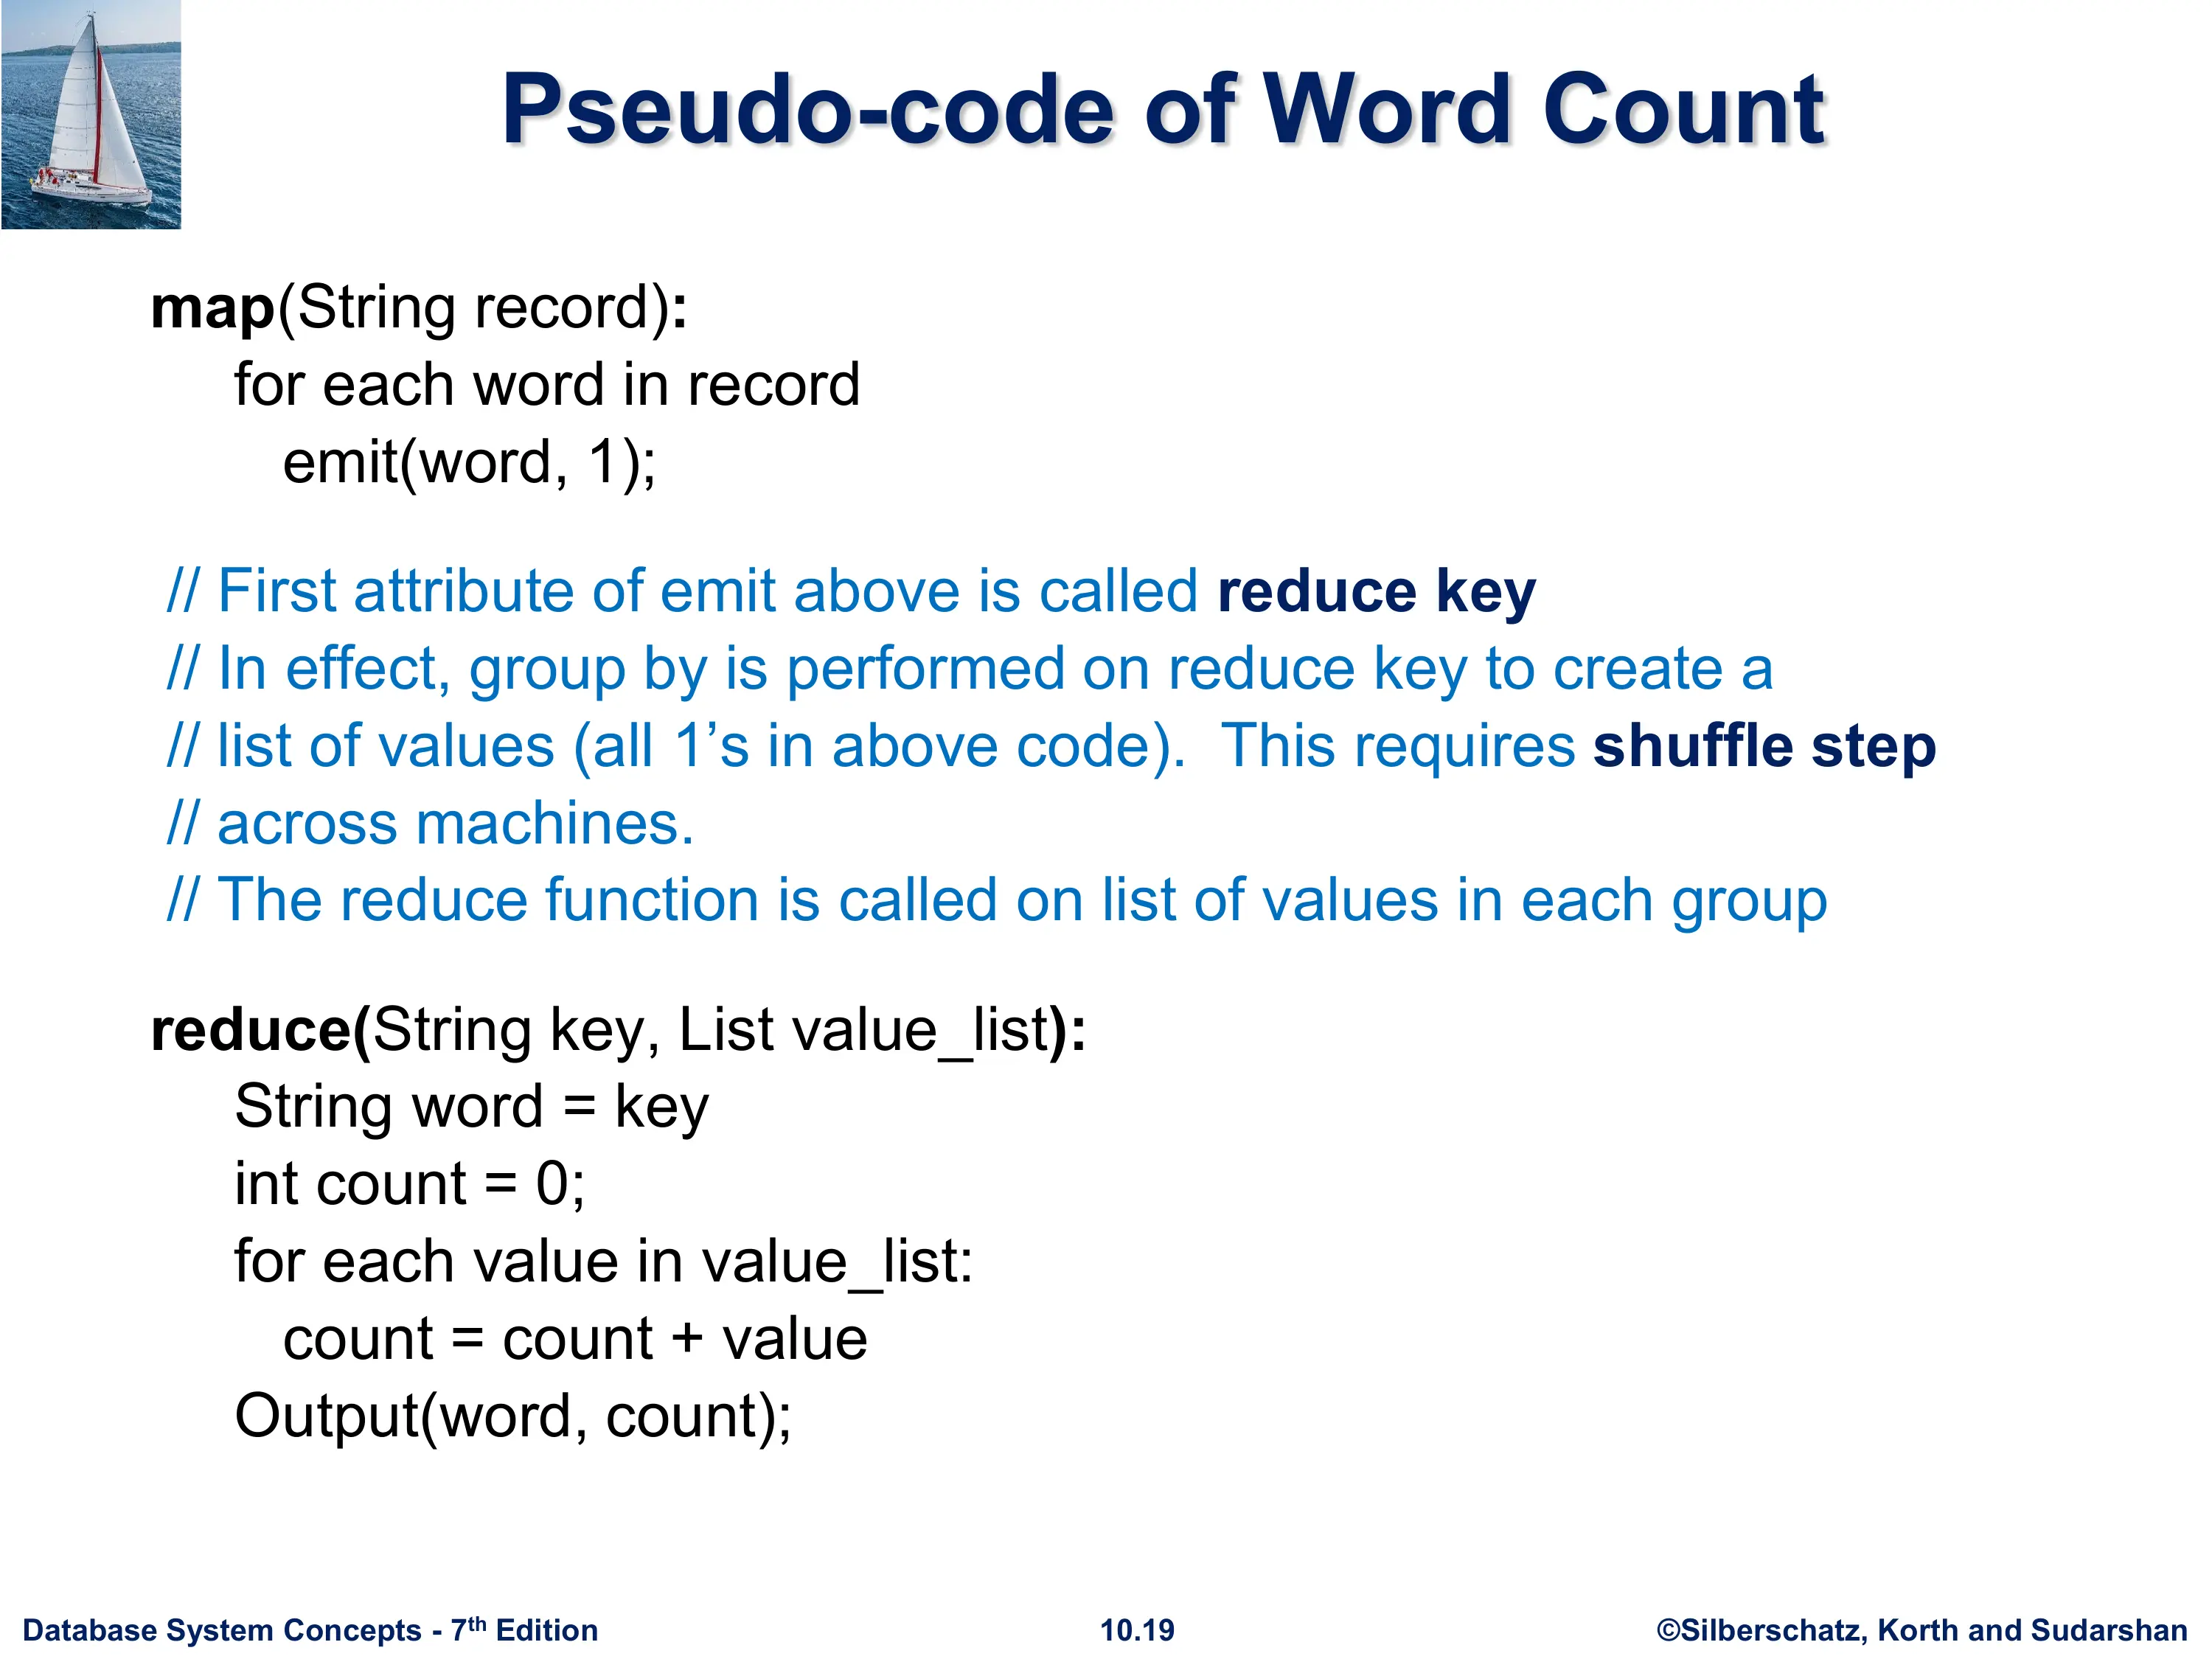 Pseudo-code of Word Count
map(String record):
for each word in record
emit(word, 1);
// First attribute of emit above is called reduce key
// In effect, group by is performed on reduce key to create a
// list of values (all 1’s in above code).  This requires shuffle step
// across machines.
// The reduce function is called on list of values in each group
reduce(String key, List value_list):
String word = key
int count = 0;
for each value in value_list:
count = count + value
Output(word, count);
Database System Concepts - 7th Edition
10.19
©Silberschatz, Korth and Sudarshan